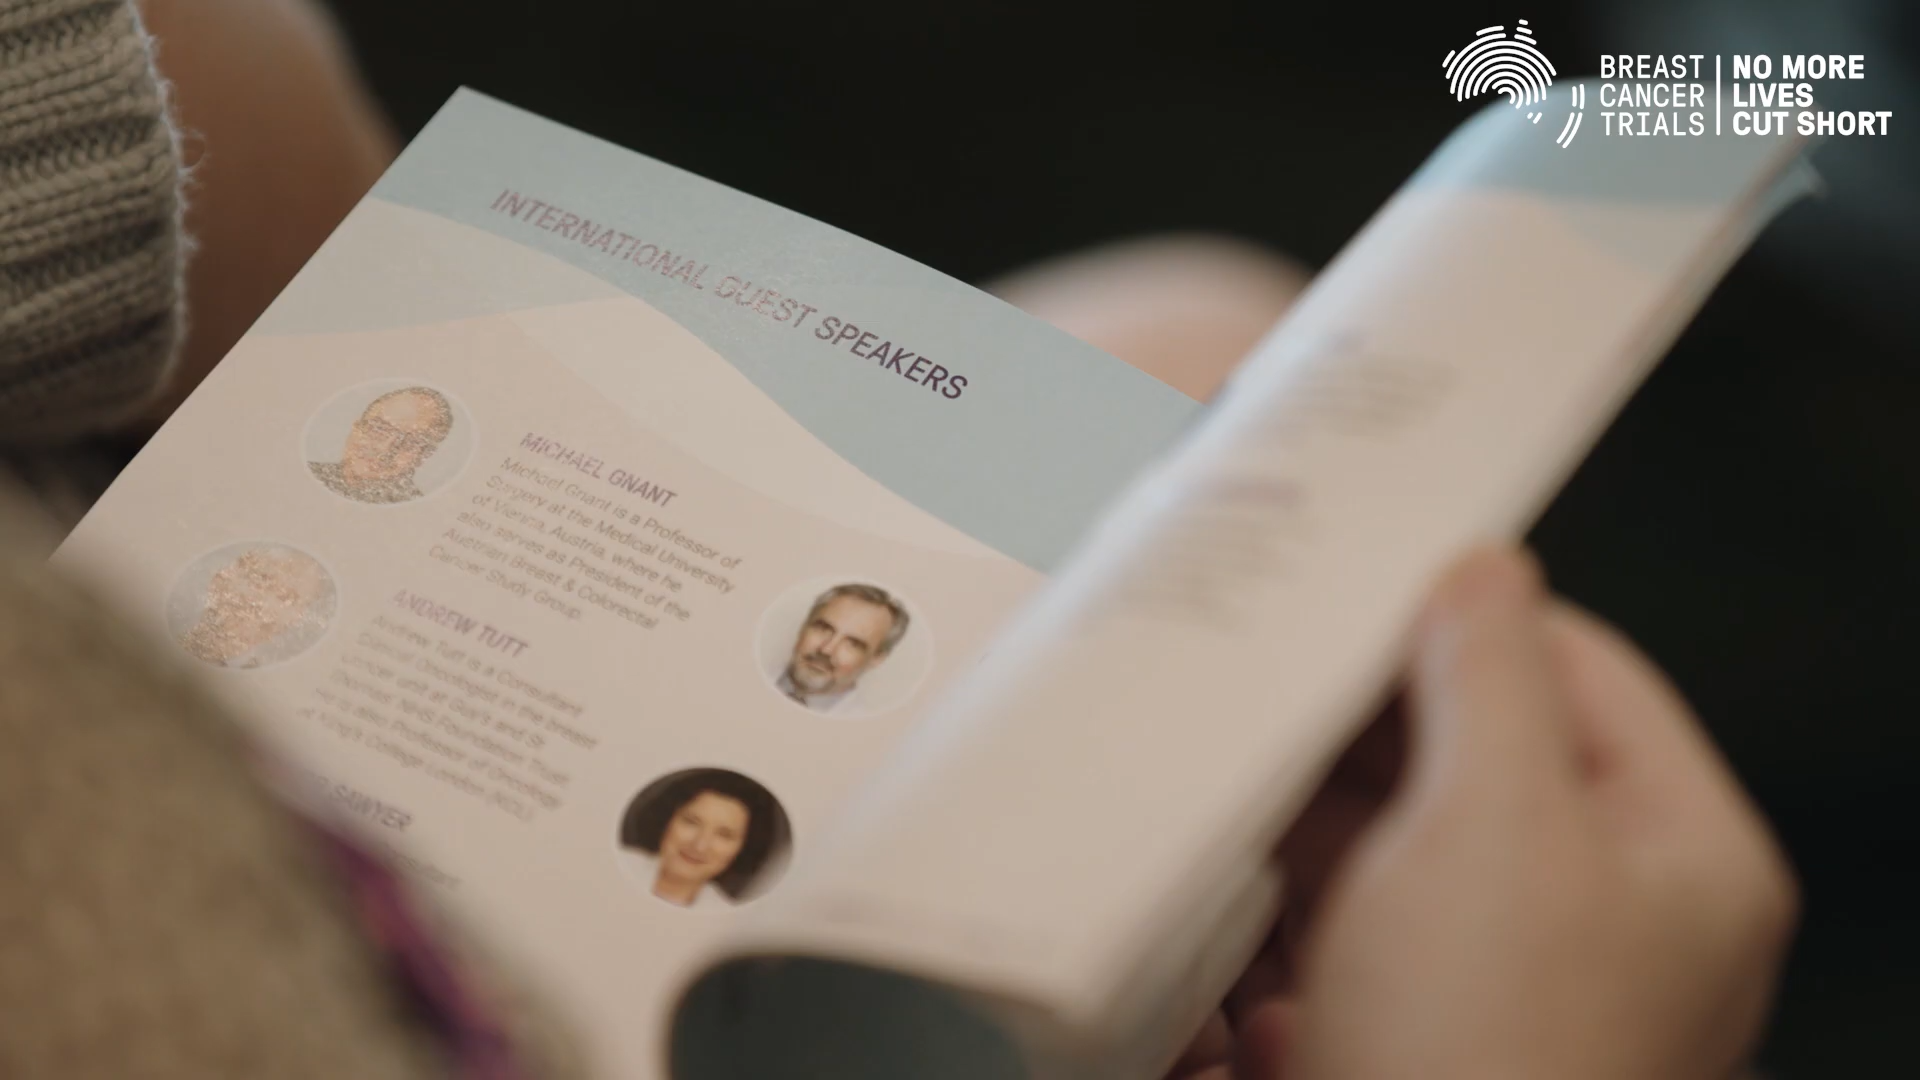 BREAST
CANCER
TRIALS
NO MORE
LIVES
CUT SHORT
INTERNATIONAL GUEST SPEAKERS
MICHAEL GNANT
Michael Gnant is a Professor of
Surgery at the Medical University
of Vienna, Austria, where he
also serves as President of the
Austrian Breast & Colorectal
Cancer Study Group.
ANDREW TUTT
Andrew Tutt is a Consultant
Clinical Oncologist in the breast
cancer unit at Guy's and St
Thomas' NHS Foundation Trust.
He is also Professor of Oncology
at King's College London (KCL)
SAWYER